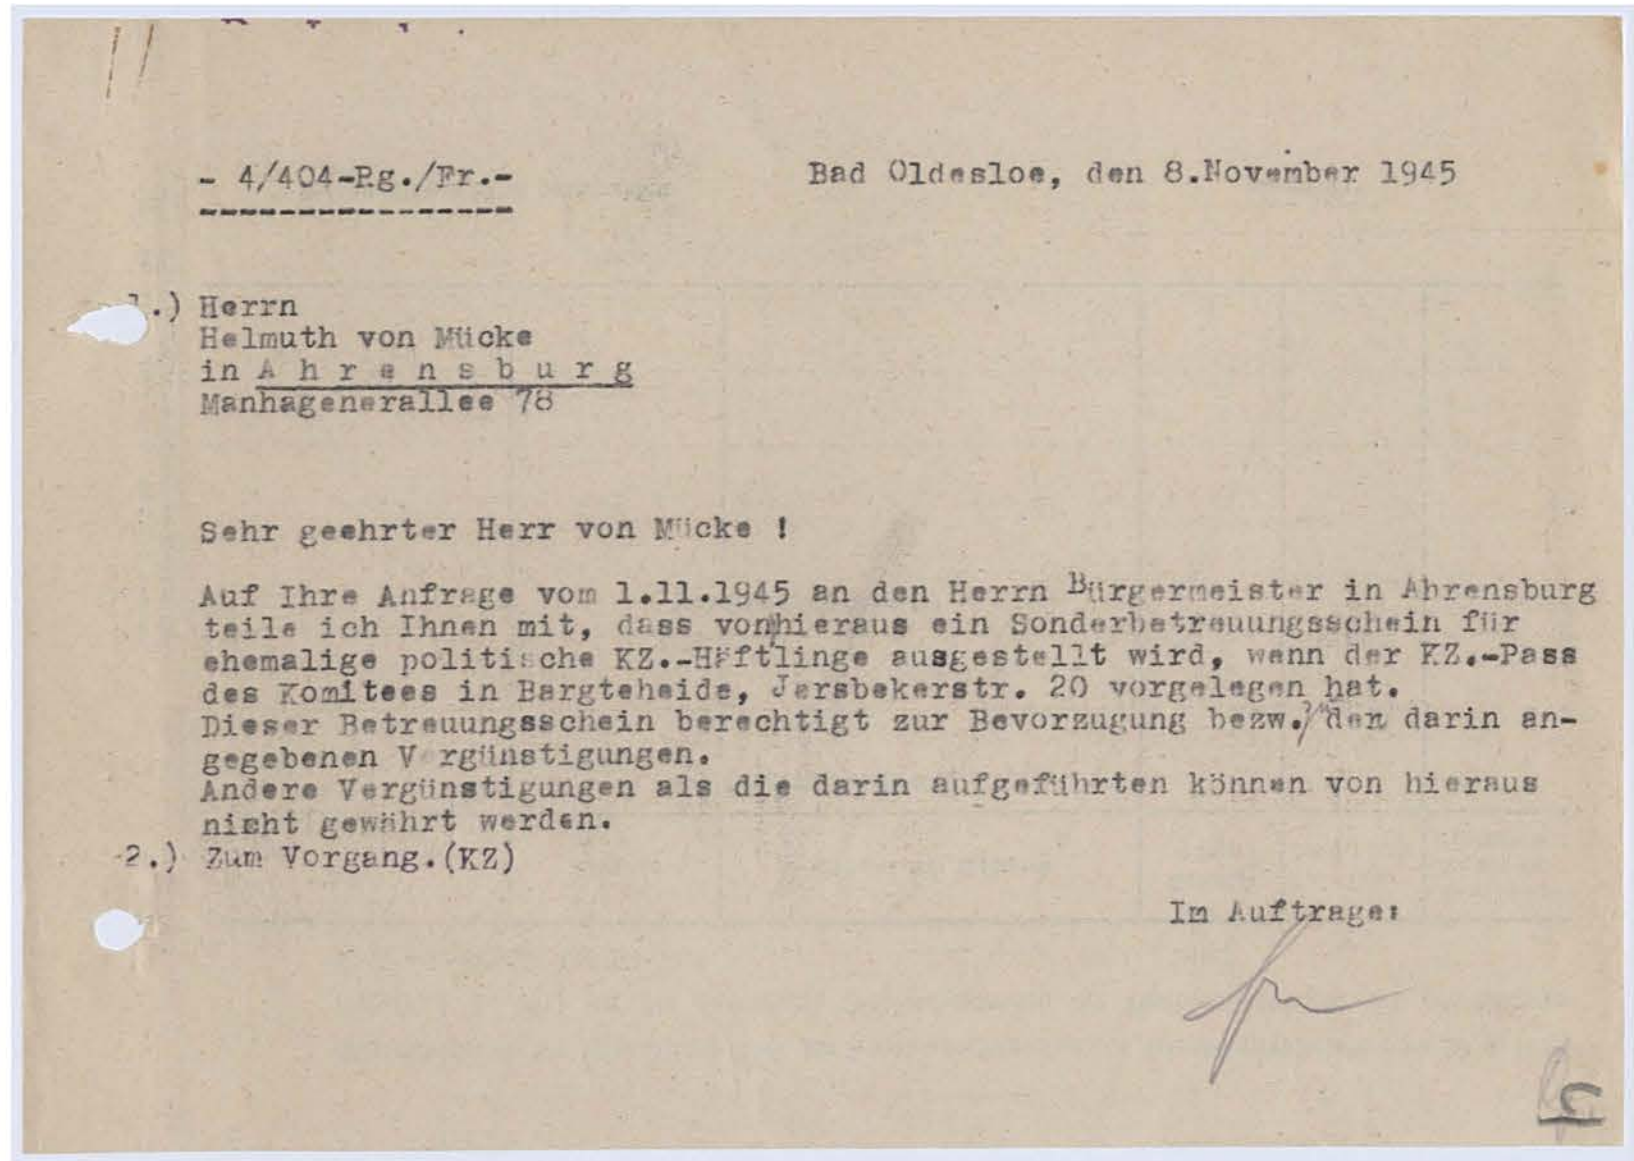 - 4/404-Rg./Fr.-
Bad Oldesloe, den 8.November 1945
1.) Herrn
Helmuth von Mücke
in A h r e n s b u r g
Manhagenerallee 78
Sehr geehrter Herr von Mücke !
Auf Ihre Anfrage vom 1.11.1945 an den Herrn Bürgermeister in Ahrensburg
teile ich Ihnen mit, dass von hieraus ein Sonderbetreuungsschein für
ehemalige politische KZ.-Häftlinge ausgestellt wird, wenn der KZ.-Pass
des Komitees in Bargteheide, Jersbekerstr. 20 vorgelegen hat.
Dieser Betreuungsschein berechtigt zur Bevorzugung bezw. den darin an-
gegebenen V rgünstigungen.
Andere Vergünstigungen als die darin aufgeführten können von hieraus
nicht gewährt werden.
2.) Zum Vorgang.(KZ)
Im Auftrage: